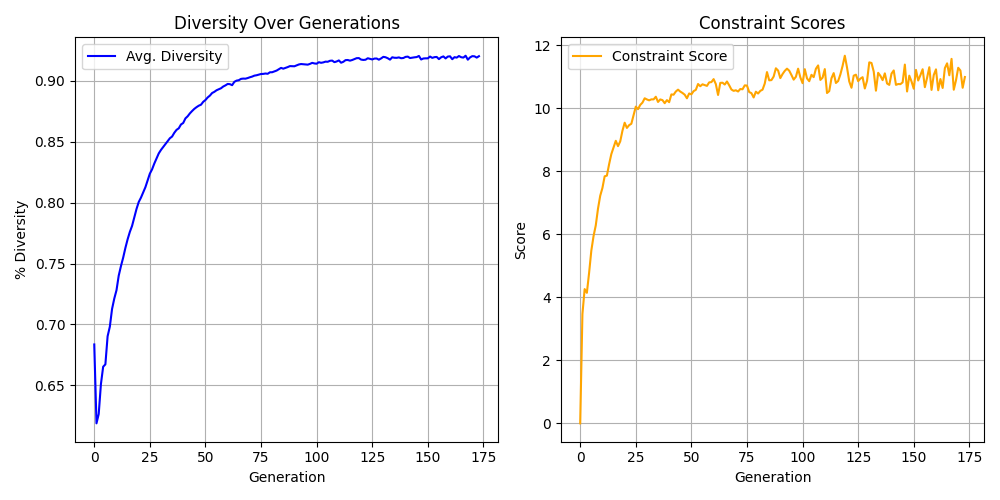 Diversity Over Generations
Avg. Diversity
% Diversity
0.90
0.85
0.80
0.75
0.70
0.65
0 25 50 75 100 125 150 175
Generation
Constraint Scores
Constraint Score
Score
12
10
8
6
4
2
0
0 25 50 75 100 125 150 175
Generation